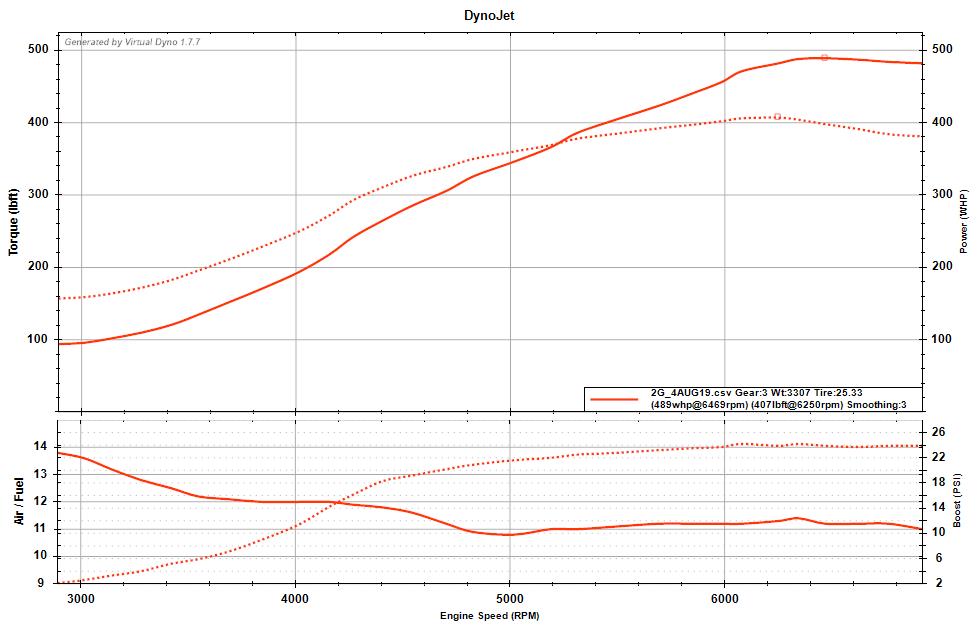 DynoJet
Generated by Virtual Dyno 1.7.7
500
400
300
200
100
Torque (lbft)
500
400
300
200
100
Power (WHP)
2G_4AUG19.csv Gear:3 Wt:3307 Tire:25.33
(489whp@6469rpm) (407lbft@6250rpm) Smoothing:3
14
13
12
11
10
9
Air / Fuel
26
22
18
14
10
6
2
Boost (PSI)
3000 4000 5000 6000
Engine Speed (RPM)